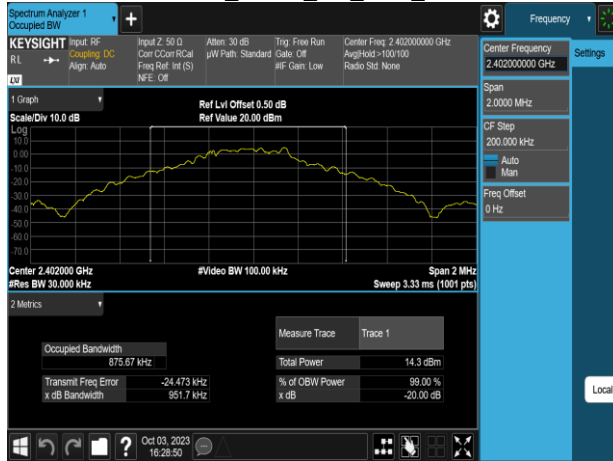 Spectrum Analyzer 1
Occupied BW
Frequency
KEYSIGHT
RL
LXI
Input: RF
Coupling: DC
Align: Auto
Input Z: 50 Ω
Corr CCorr RCal
Freq Ref: Int (S)
NFE: Off
Atten: 30 dB
µW Path: Standard
Trig: Free Run
Gate: Off
#IF Gain: Low
Center Freq: 2.402000000 GHz
Avg|Hold:>100/100
Radio Std: None
Center Frequency
2.402000000 GHz
Settings
Span
2.0000 MHz
CF Step
200.000 kHz
Auto
Man
Freq Offset
0 Hz
Local
1 Graph
Scale/Div 10.0 dB
Ref Lvl Offset 0.50 dB
Ref Value 20.00 dBm
Log
10.0
0.00
-10.0
-20.0
-30.0
-40.0
-50.0
-60.0
-70.0
Center 2.402000 GHz
#Res BW 30.000 kHz
#Video BW 100.00 kHz
Span 2 MHz
Sweep 3.33 ms (1001 pts)
2 Metrics
Measure Trace
Trace 1
Occupied Bandwidth
875.67 kHz
Total Power
14.3 dBm
Transmit Freq Error
-24.473 kHz
% of OBW Power
99.00 %
x dB Bandwidth
951.7 kHz
x dB
-20.00 dB
?
Oct 03, 2023
16:28:50